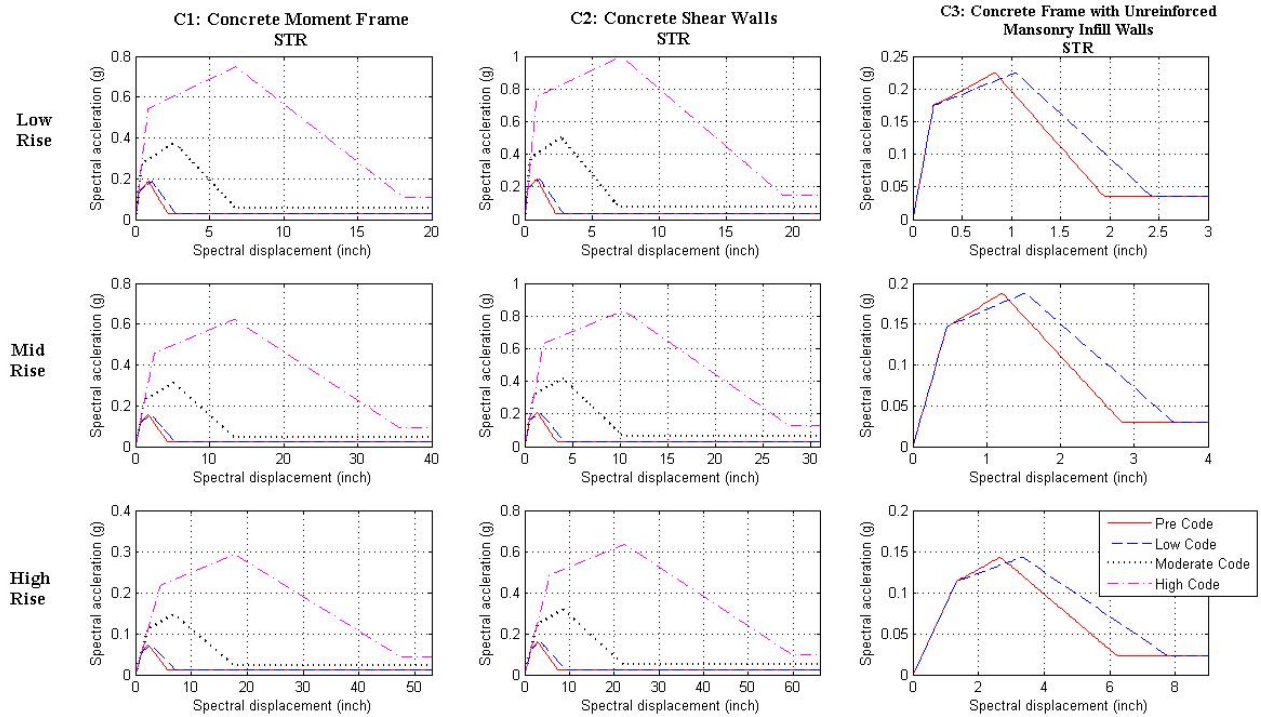 C1: Concrete Moment Frame
STR
C2: Concrete Shear Walls
STR
C3: Concrete Frame with Unreinforced
Mansonry Infill Walls
STR
Low
Rise
Spectral accleration (g)
0.8
0.6
0.4
0.2
0
0 5 10 15 20
Spectral displacement (inch)
Spectral accleration (g)
1
0.8
0.6
0.4
0.2
0
0 5 10 15 20
Spectral displacement (inch)
Spectral accleration (g)
0.25
0.2
0.15
0.1
0.05
0
0 0.5 1 1.5 2 2.5 3
Spectral displacement (inch)
Mid
Rise
Spectral accleration (g)
0.8
0.6
0.4
0.2
0
0 10 20 30 40
Spectral displacement (inch)
Spectral accleration (g)
1
0.8
0.6
0.4
0.2
0
0 5 10 15 20 25 30
Spectral displacement (inch)
Spectral accleration (g)
0.2
0.15
0.1
0.05
0
0 1 2 3 4
Spectral displacement (inch)
High
Rise
Spectral accleration (g)
0.4
0.3
0.2
0.1
0
0 10 20 30 40 50
Spectral displacement (inch)
Spectral accleration (g)
0.8
0.6
0.4
0.2
0
0 10 20 30 40 50 60
Spectral displacement (inch)
Spectral accleration (g)
0.2
0.15
0.1
0.05
0
2 4 6 8
Spectral displacement (inch)
Pre Code
Low Code
Moderate Code
High Code